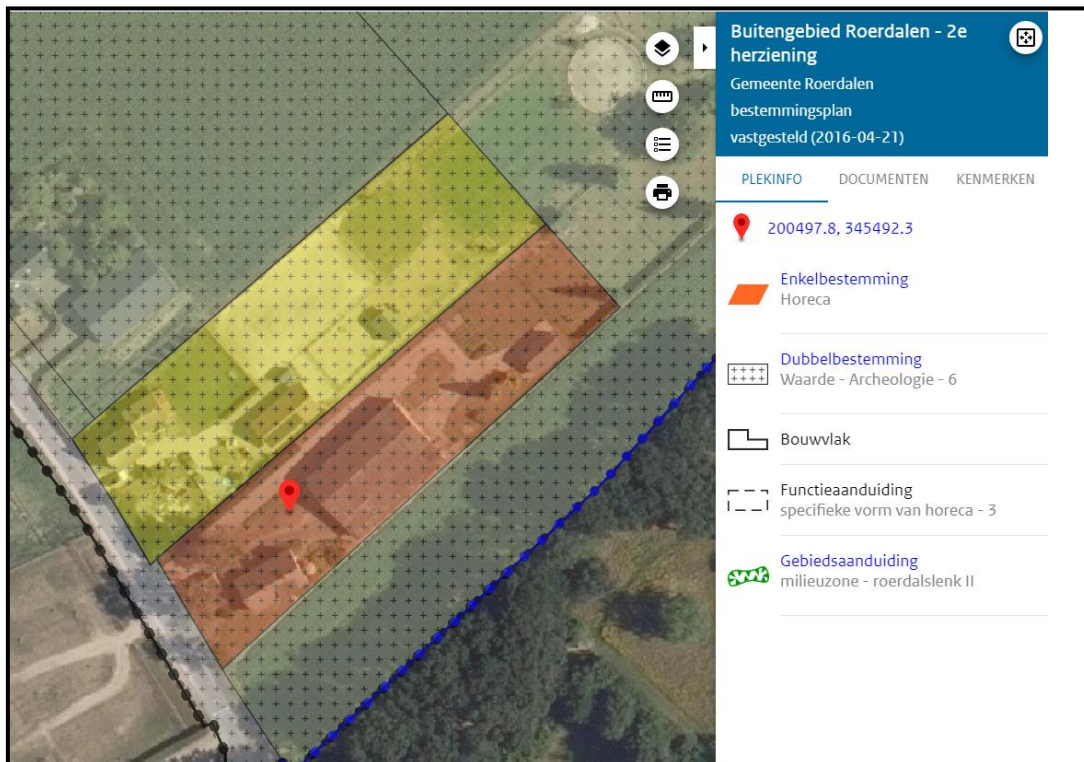 Buitengebied Roerdalen - 2e
herziening
Gemeente Roerdalen
bestemmingsplan
vastgesteld (2016-04-21)
PLEKINFO DOCUMENTEN KENMERKEN
200497.8, 345492.3
Enkelbestemming
Horeca
Dubbelbestemming
Waarde - Archeologie - 6
Bouwvlak
Functieaanduiding
specifieke vorm van horeca - 3
Gebiedsaanduiding
milieuzone - roerdalslenk II